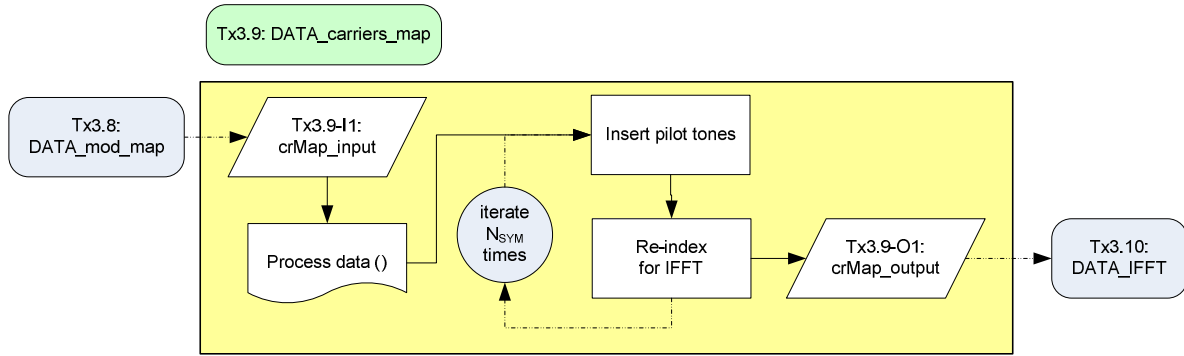 Tx3.9: DATA_carriers_map
Tx3.8:
DATA_mod_map
Tx3.9-I1:
crMap_input
Process data ()
iterate
NSYM
times
Insert pilot tones
Re-index
for IFFT
Tx3.9-O1:
crMap_output
Tx3.10:
DATA_IFFT